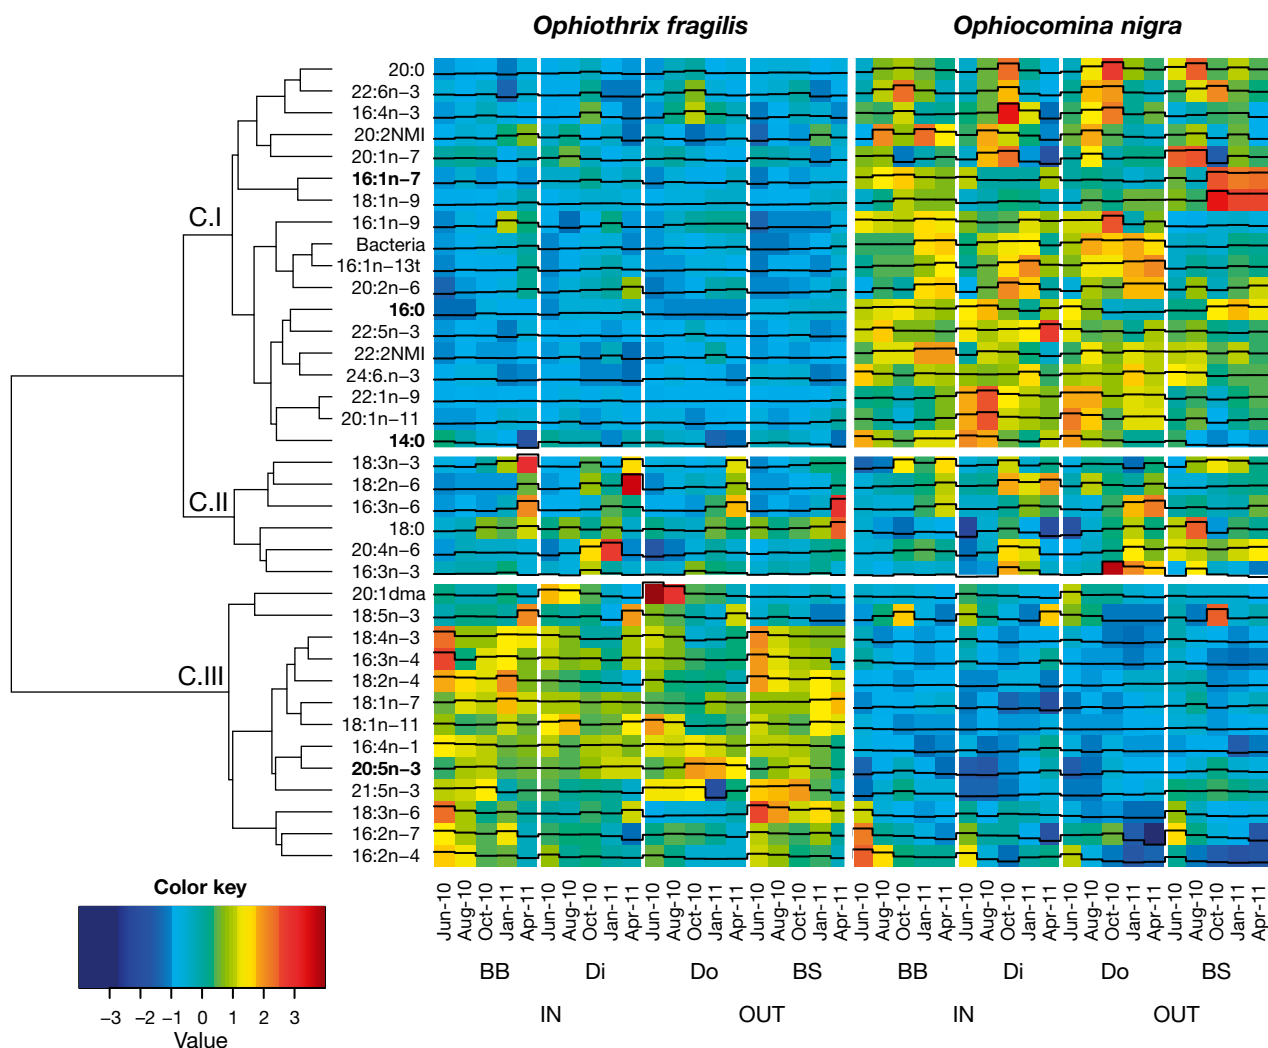 Ophiothrix fragilis Ophiocomina nigra
20:0
22:6n−3
16:4n−3
20:2NMI
20:1n−7
16:1n−7
18:1n−9
C.I
16:1n−9
Bacteria
16:1n−13t
20:2n−6
16:0
22:5n−3
22:2NMI
24:6.n−3
22:1n−9
20:1n−11
14:0
18:3n−3
18:2n−6
C.II
16:3n−6
18:0
20:4n−6
16:3n−3
20:1dma
18:5n−3
18:4n−3
16:3n−4
C.III
18:2n−4
18:1n−7
18:1n−11
16:4n−1
20:5n−3
21:5n−3
18:3n−6
16:2n−7
16:2n−4
Color key
−3 −2 −1 0 1 2 3
Value
Jun-10 Aug-10 Oct-10 Jan-11 Apr-11 Jun-10 Aug-10 Oct-10 Jan-11 Apr-11 Jun-10 Aug-10 Oct-10 Jan-11 Apr-11 Jun-10 Aug-10 Oct-10 Jan-11 Apr-11 Jun-10 Aug-10 Oct-10 Jan-11 Apr-11 Jun-10 Aug-10 Oct-10 Jan-11 Apr-11 Jun-10 Aug-10 Oct-10 Jan-11 Apr-11 Jun-10 Aug-10 Oct-10 Jan-11 Apr-11
BB Di Do BS BB Di Do BS
IN OUT IN OUT